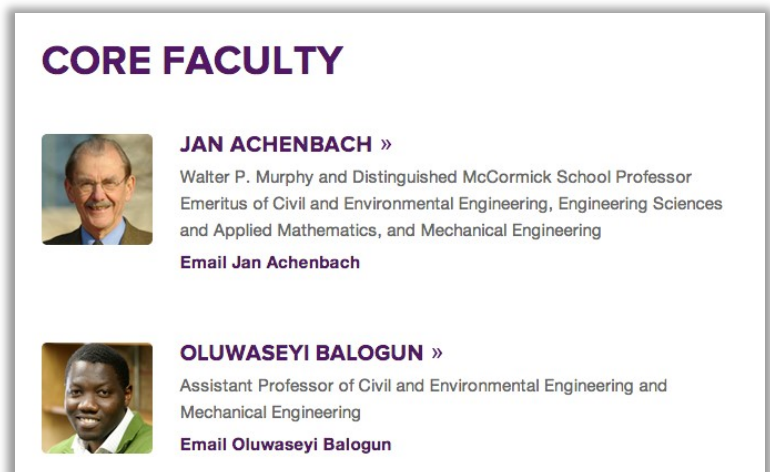 CORE FACULTY
JAN ACHENBACH »
Walter P. Murphy and Distinguished McCormick School Professor
Emeritus of Civil and Environmental Engineering, Engineering Sciences
and Applied Mathematics, and Mechanical Engineering
Email Jan Achenbach
OLUWASEYI BALOGUN »
Assistant Professor of Civil and Environmental Engineering and
Mechanical Engineering
Email Oluwaseyi Balogun